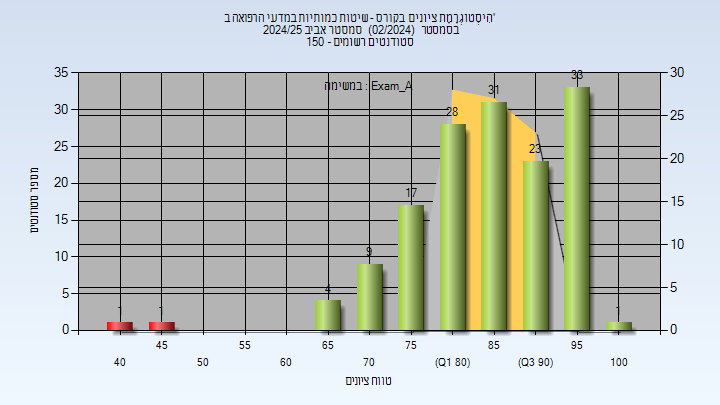 'הִיסְטוֹגְרָמַת ציונים בקורס - שיטות כמותיות במדעי הרפואה ב
בסמסטר (02/2024) סמסטר אביב 2024/25
סטודנטים רשומים - 150
במשימה : Exam_A
מספר סטודנטים
35 30 25 20 15 10 5 0
30 25 20 15 10 5 0
1 1 4 9 17 28 31 23 33 1
45 55 65 75 85 95
40 50 60 70 (Q1 80) (Q3 90) 100
טווח ציונים